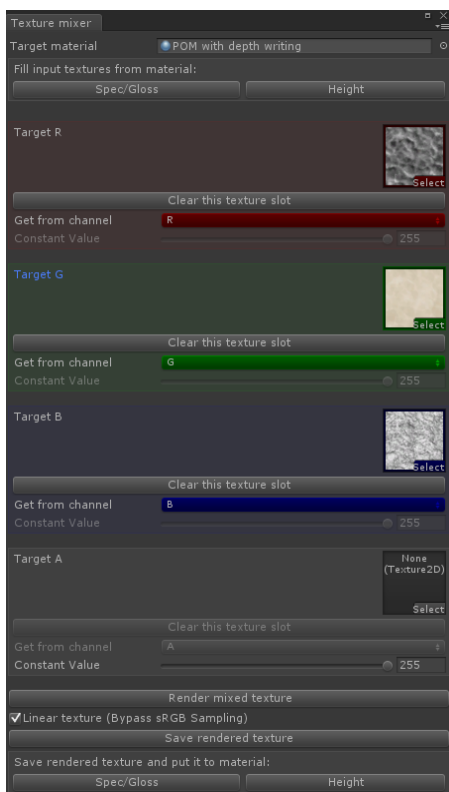 Texture mixer
Target material POM with depth writing
Fill input textures from material:
Spec/Gloss Height
Target R
Select
Clear this texture slot
Get from channel R
Constant Value 255
Target G
Select
Clear this texture slot
Get from channel G
Constant Value 255
Target B
Select
Clear this texture slot
Get from channel B
Constant Value 255
Target A None
(Texture2D)
Select
Clear this texture slot
Get from channel A
Constant Value 255
Render mixed texture
Linear texture (Bypass sRGB Sampling)
Save rendered texture
Save rendered texture and put it to material:
Spec/Gloss Height